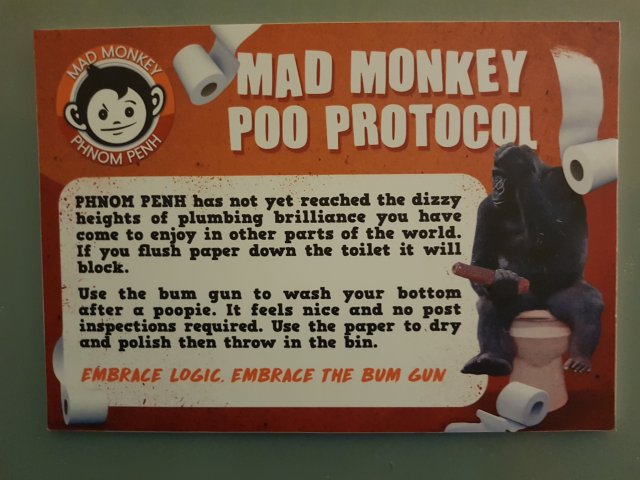 MAD MONKEY
PHNOM PENH
MAD MONKEY
POO PROTOCOL
PHNOM PENH has not yet reached the dizzy
heights of plumbing brilliance you have
come to enjoy in other parts of the world.
If you flush paper down the toilet it will
block.
Use the bum gun to wash your bottom
after a poopie. It feels nice and no post
inspections required. Use the paper to dry
and polish then throw in the bin.
EMBRACE LOGIC. EMBRACE THE BUM GUN